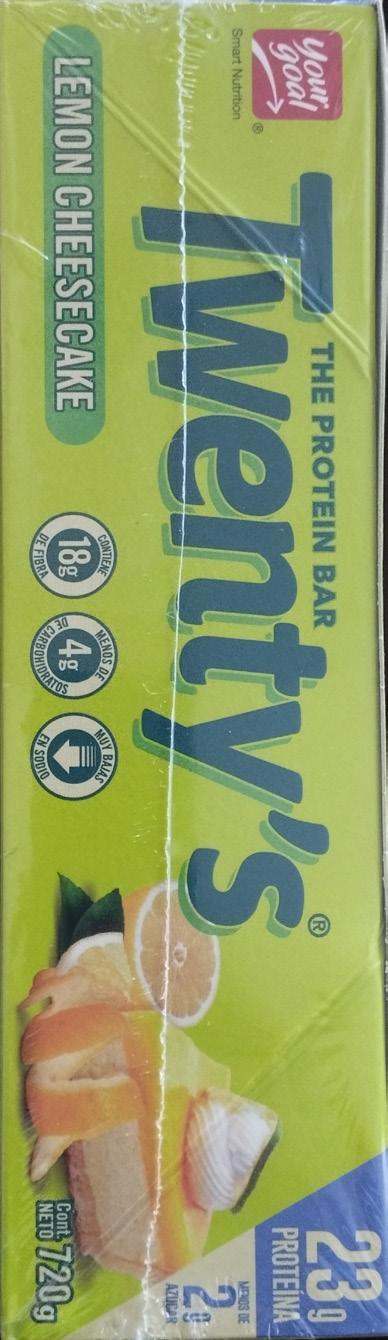 your
goal
®
Smart Nutrition
THE PROTEIN BAR
Twenty's®
LEMON CHEESECAKE
CONTIENE
18g
DE FIBRA
MENOS DE
4g
DE CARBOHIDRATOS
MUY BAJAS
EN SODIO
23g
PROTEÍNA
MENOS DE
2g
AZÚCAR
Cont.
NETO 720g